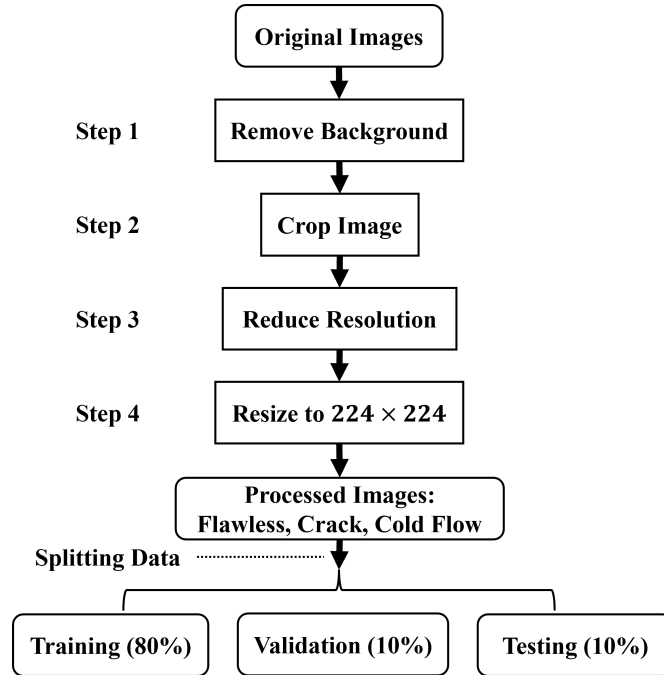 Original Images
Step 1
Remove Background
Step 2
Crop Image
Step 3
Reduce Resolution
Step 4
Resize to 224 × 224
Processed Images:
Flawless, Crack, Cold Flow
Splitting Data
Training (80%)
Validation (10%)
Testing (10%)